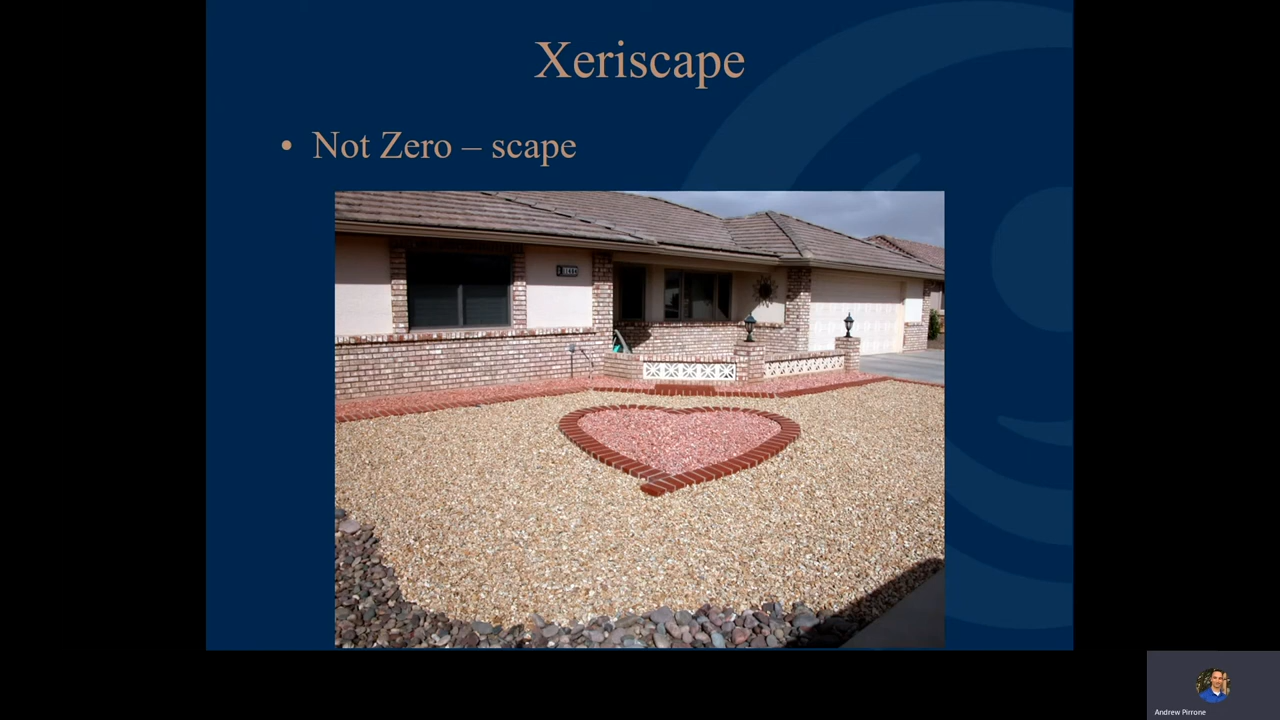 Xeriscape
• Not Zero – scape
Andrew Pirrone